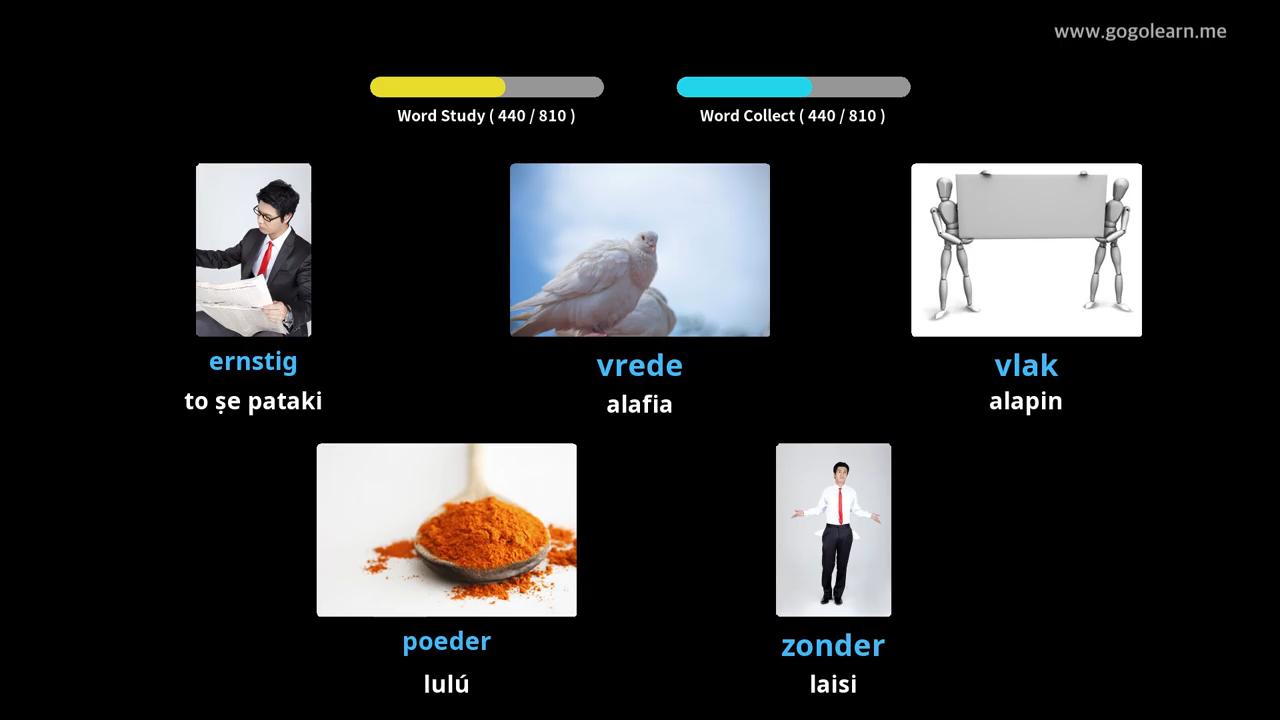 www.gogolearn.me
Word Study ( 440 / 810 )
Word Collect ( 440 / 810 )
ernstig
to ṣe pataki
vrede
alafia
vlak
alapin
poeder
lulú
zonder
laisi